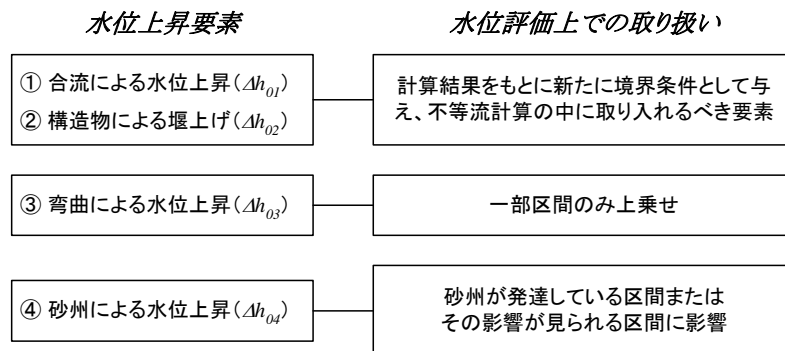 水位上昇要素
水位評価上での取り扱い
① 合流による水位上昇(Δh01)
② 構造物による堰上げ(Δh02)
計算結果をもとに新たに境界条件として与
え、不等流計算の中に取り入れるべき要素
③ 弯曲による水位上昇(Δh03)
一部区間のみ上乗せ
④ 砂州による水位上昇(Δh04)
砂州が発達している区間または
その影響が見られる区間に影響